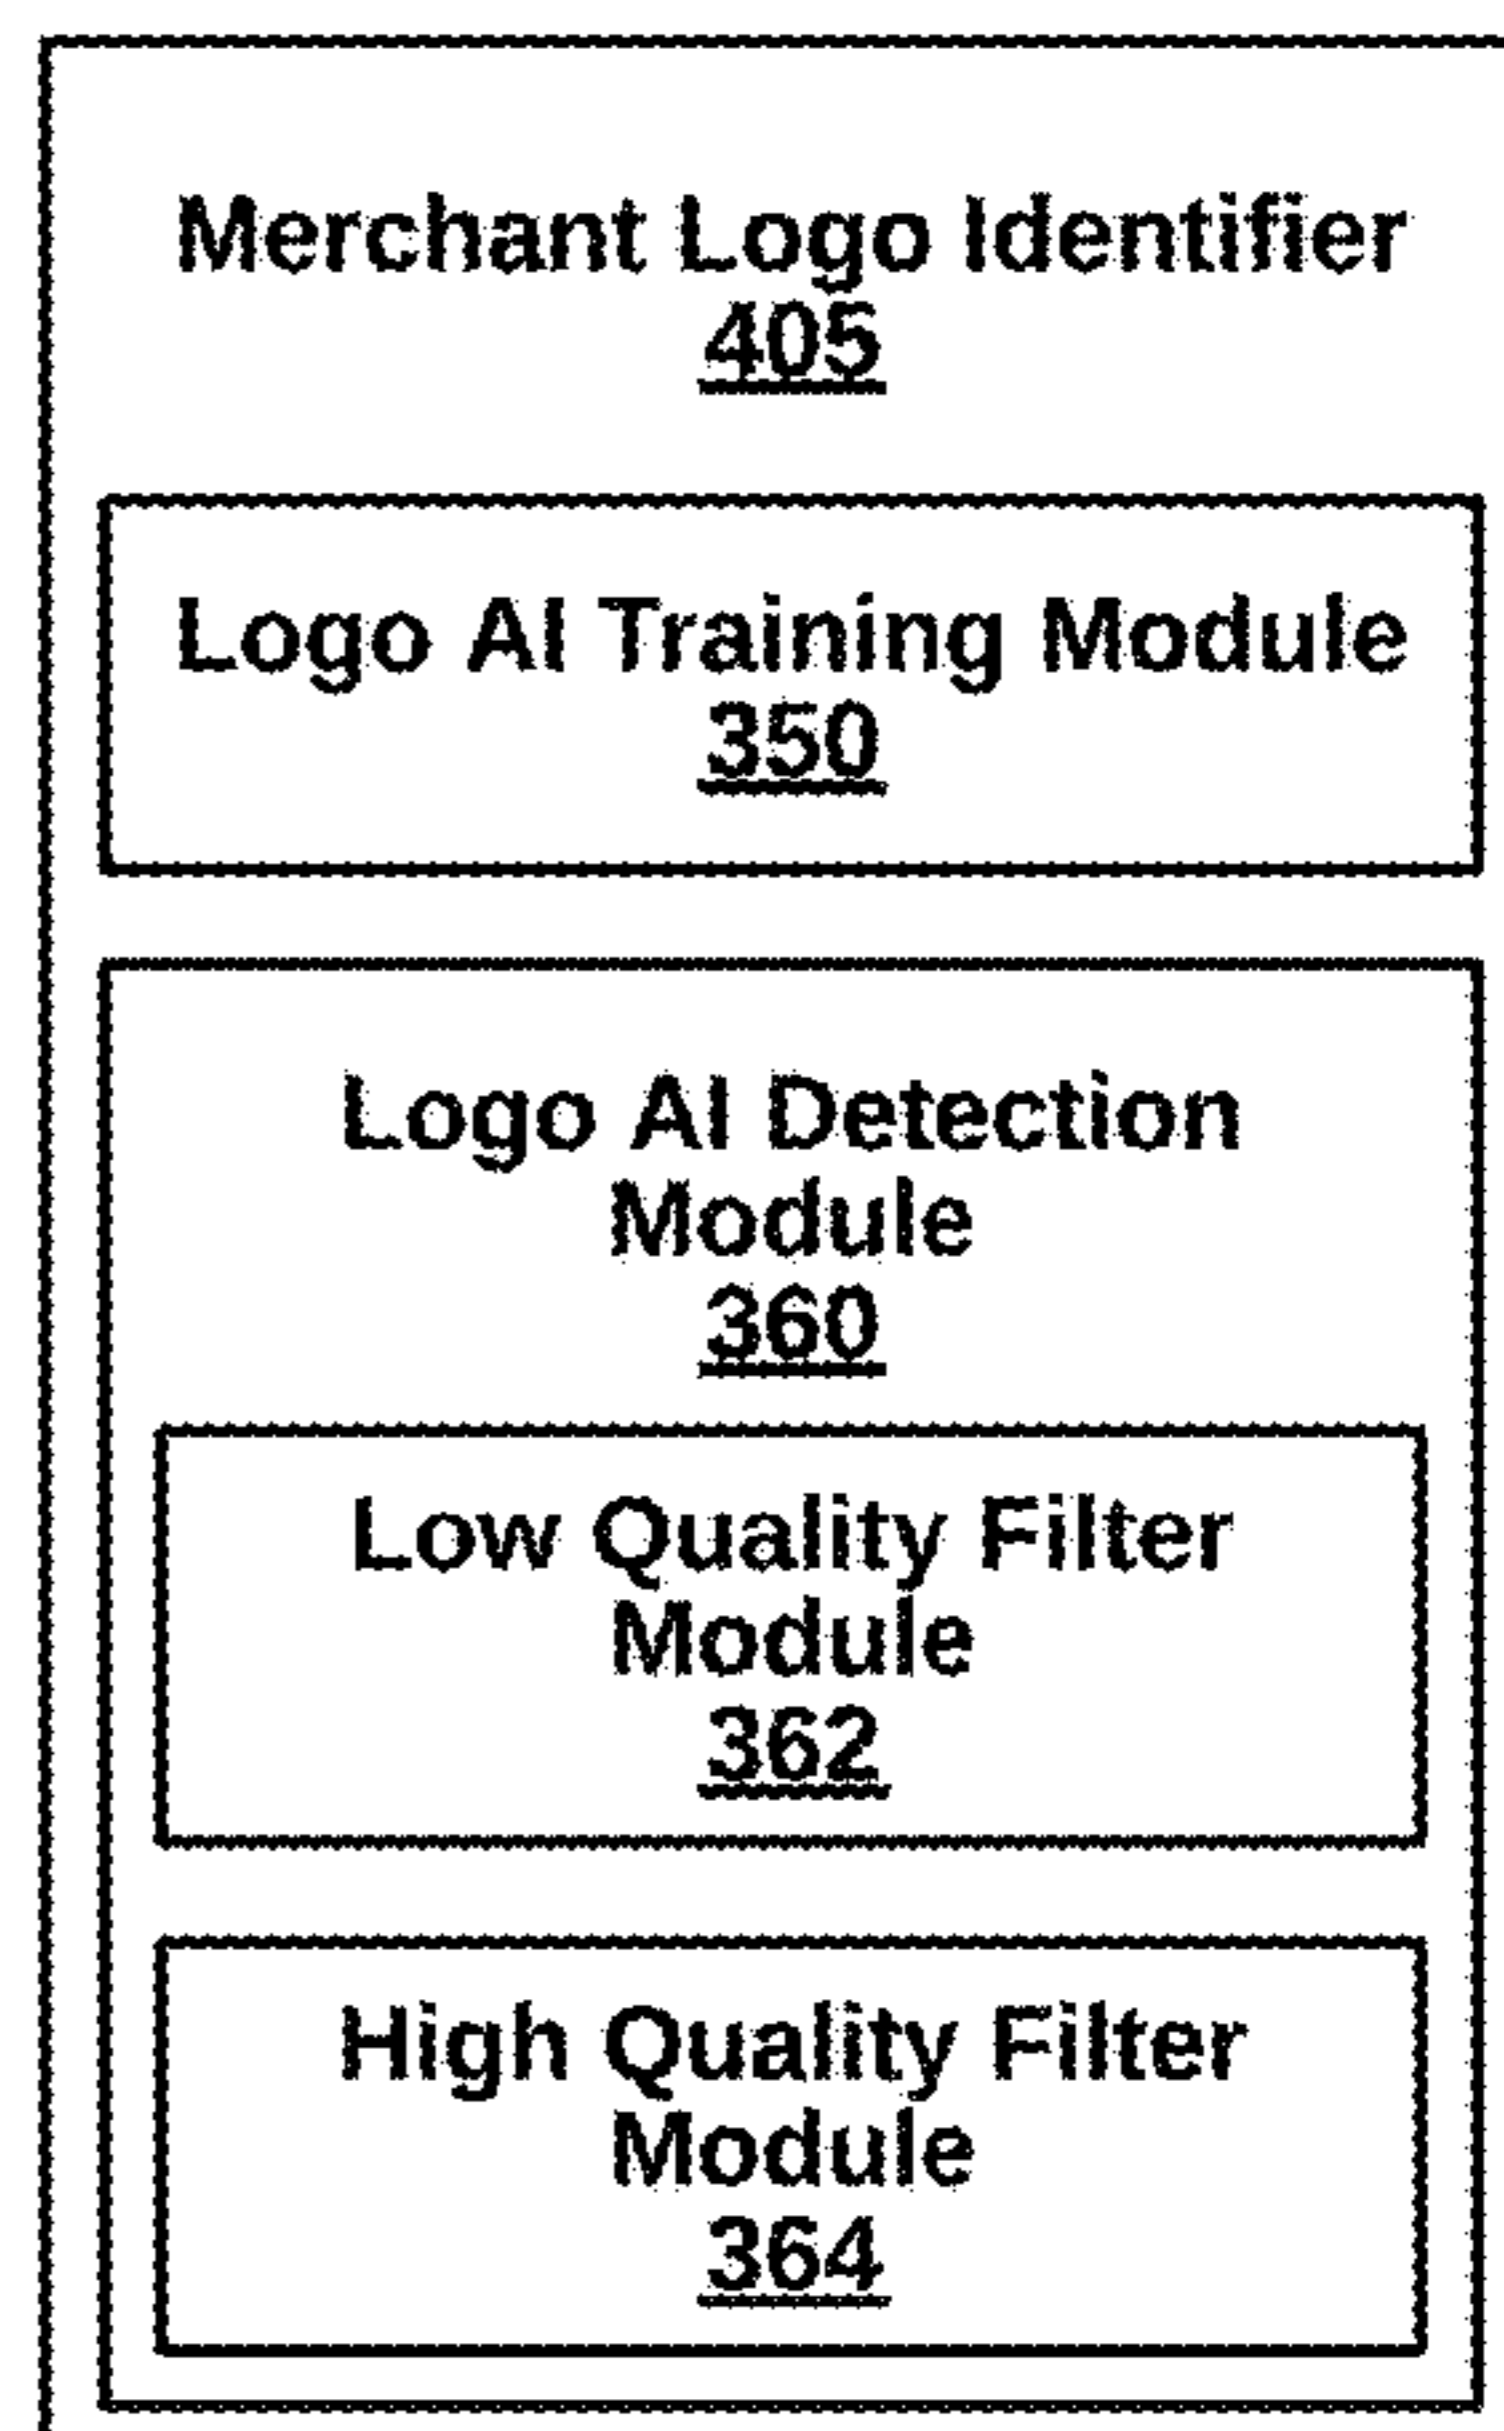 Merchant Logo Identifier
405
Logo AI Training Module
350
Logo AI Detection
Module
360
Low Quality Filter
Module
362
High Quality Filter
Module
364